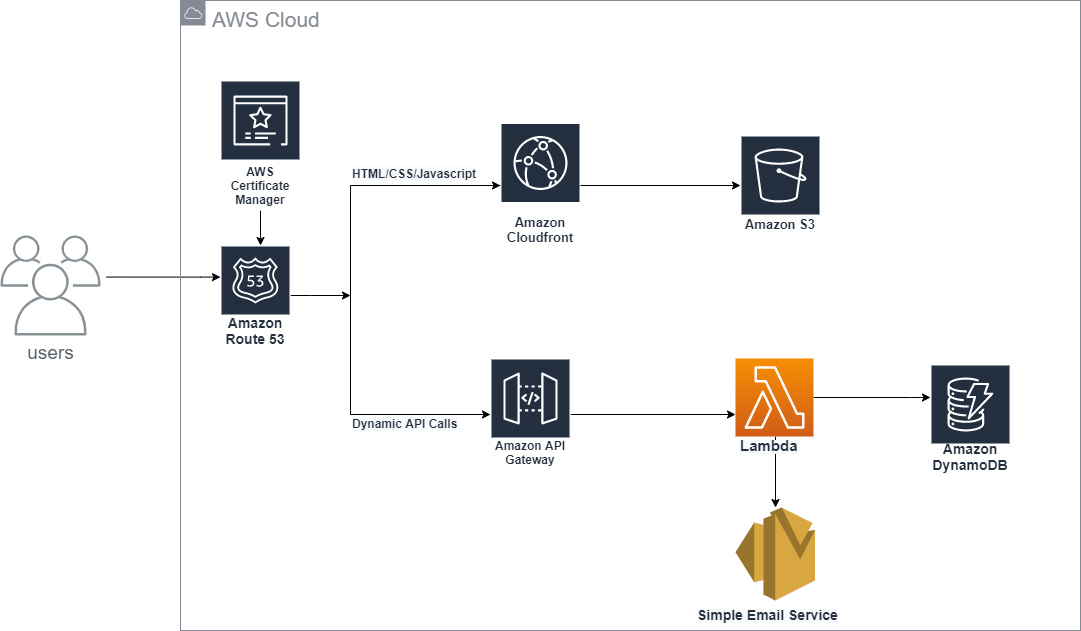 AWS Cloud
AWS
Certificate
Manager
HTML/CSS/Javascript
Amazon
Cloudfront
Amazon S3
53
Amazon
Route 53
users
Dynamic API Calls
</>
Amazon API
Gateway
Lambda
Amazon
DynamoDB
Simple Email Service